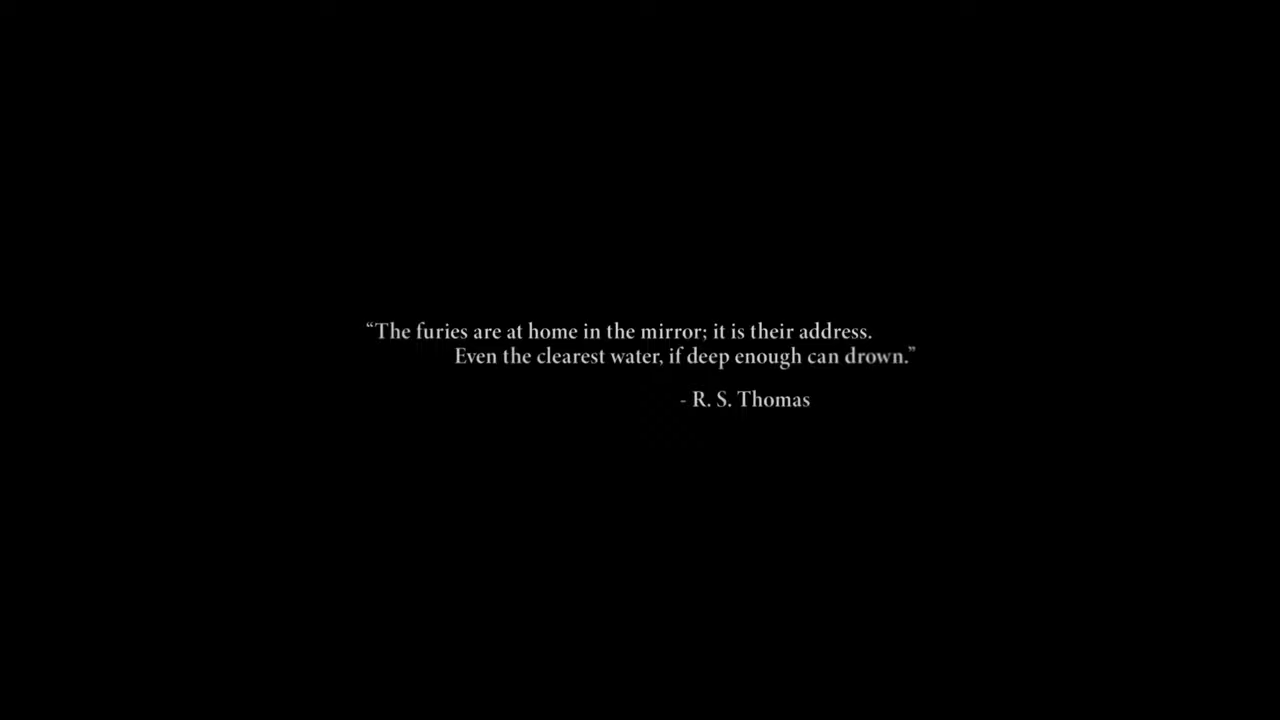 “The furies are at home in the mirror; it is their address.
Even the clearest water, if deep enough can drown.”
- R. S. Thomas